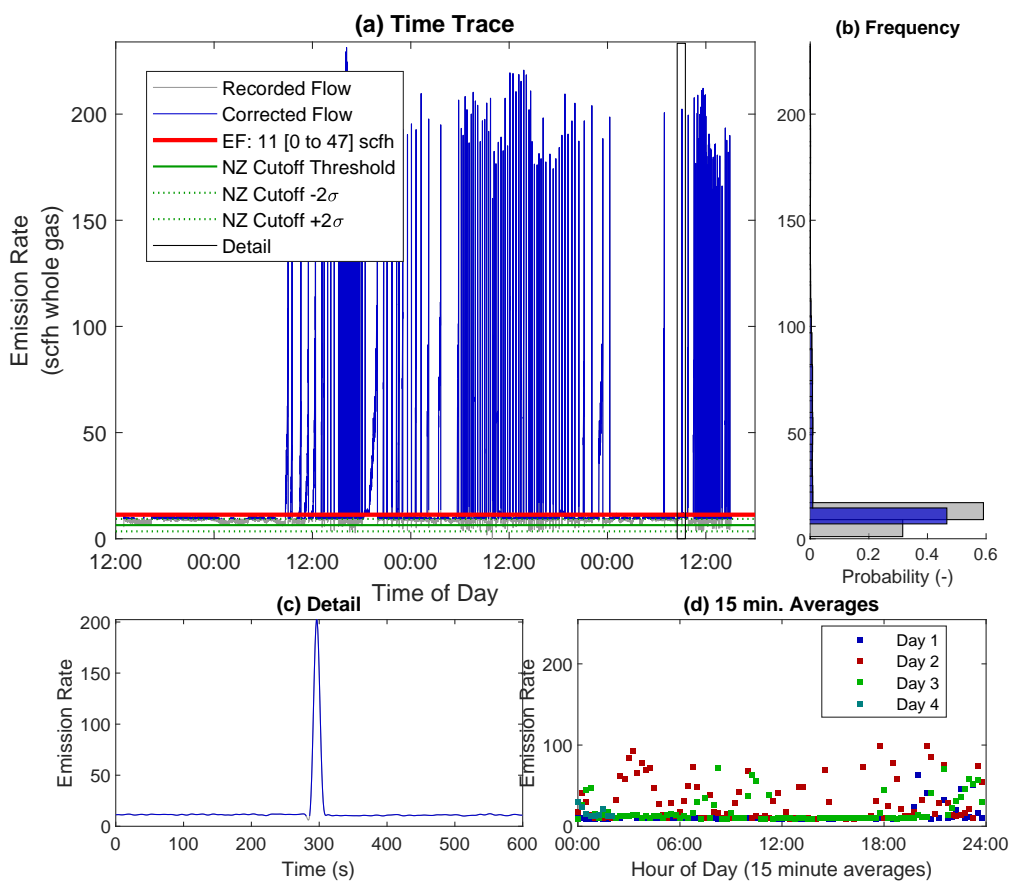 (a) Time Trace
(b) Frequency
Emission Rate
(scfh whole gas)
200
150
100
50
0
Recorded Flow
Corrected Flow
EF: 11 [0 to 47] scfh
NZ Cutoff Threshold
NZ Cutoff -2σ
NZ Cutoff +2σ
Detail
12:00
00:00
12:00
00:00
12:00
00:00
12:00
Time of Day
200
150
100
50
0
0
0.2
0.4
0.6
Probability (-)
(c) Detail
Emission Rate
200
150
100
50
0
0
100
200
300
400
500
600
Time (s)
(d) 15 min. Averages
Emission Rate
200
100
0
Day 1
Day 2
Day 3
Day 4
00:00
06:00
12:00
18:00
24:00
Hour of Day (15 minute averages)